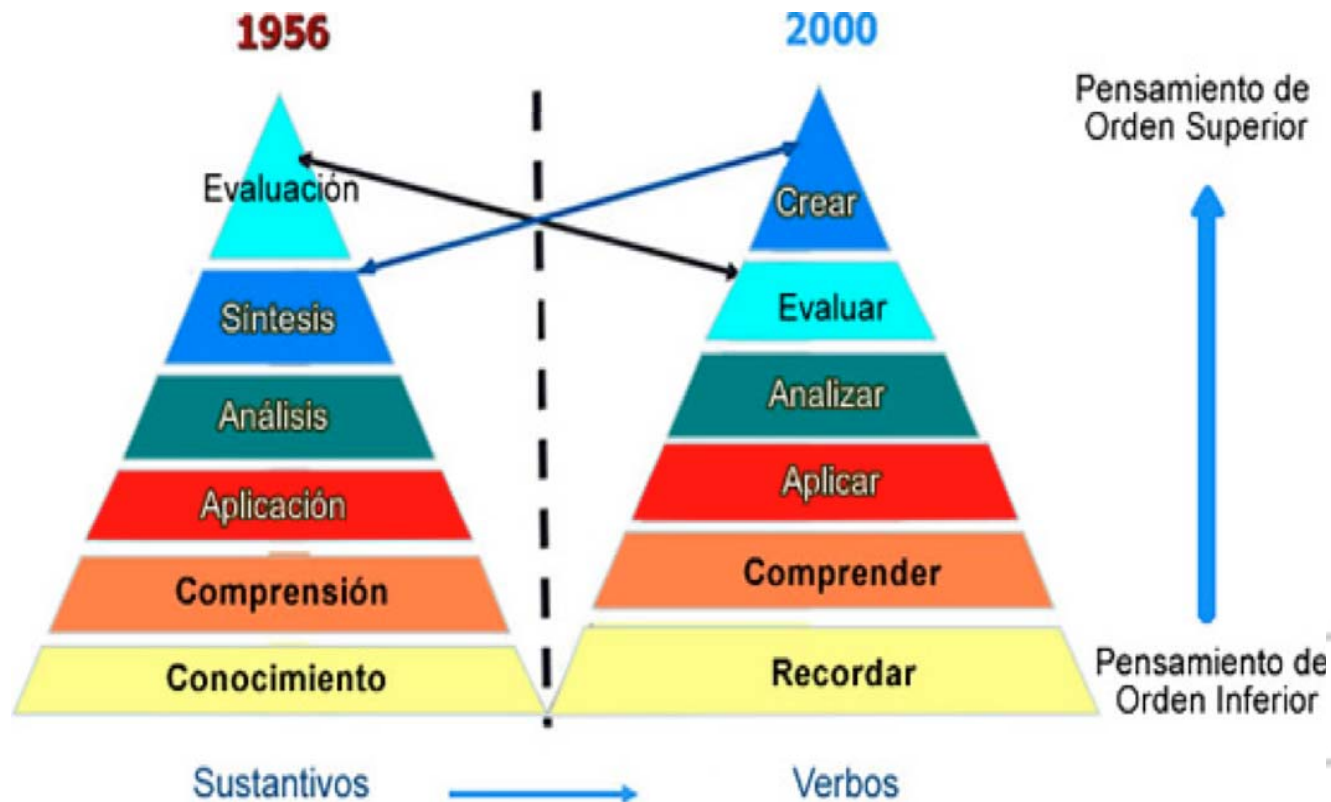 1956
2000
Pensamiento de
Orden Superior
Evaluación
Crear
Síntesis
Evaluar
Análisis
Analizar
Aplicación
Aplicar
Comprensión
Comprender
Conocimiento
Recordar
Pensamiento de
Orden Inferior
Sustantivos
Verbos